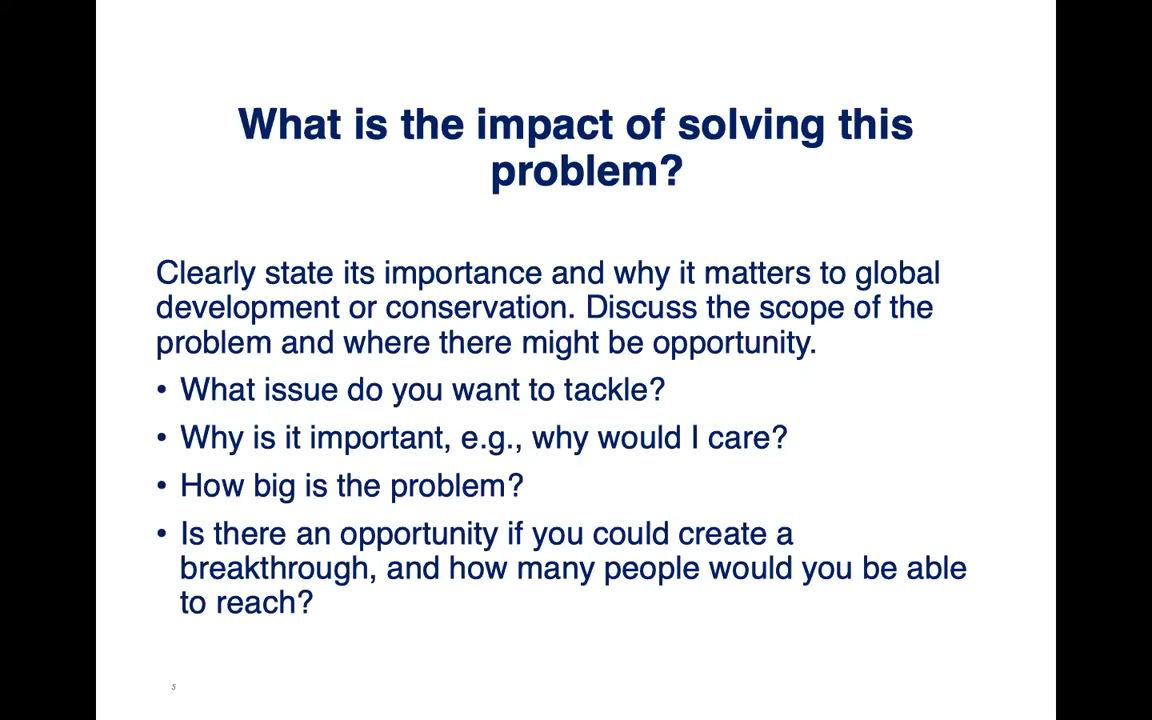 What is the impact of solving this
problem?
Clearly state its importance and why it matters to global
development or conservation. Discuss the scope of the
problem and where there might be opportunity.
• What issue do you want to tackle?
• Why is it important, e.g., why would I care?
• How big is the problem?
• Is there an opportunity if you could create a
breakthrough, and how many people would you be able
to reach?
5